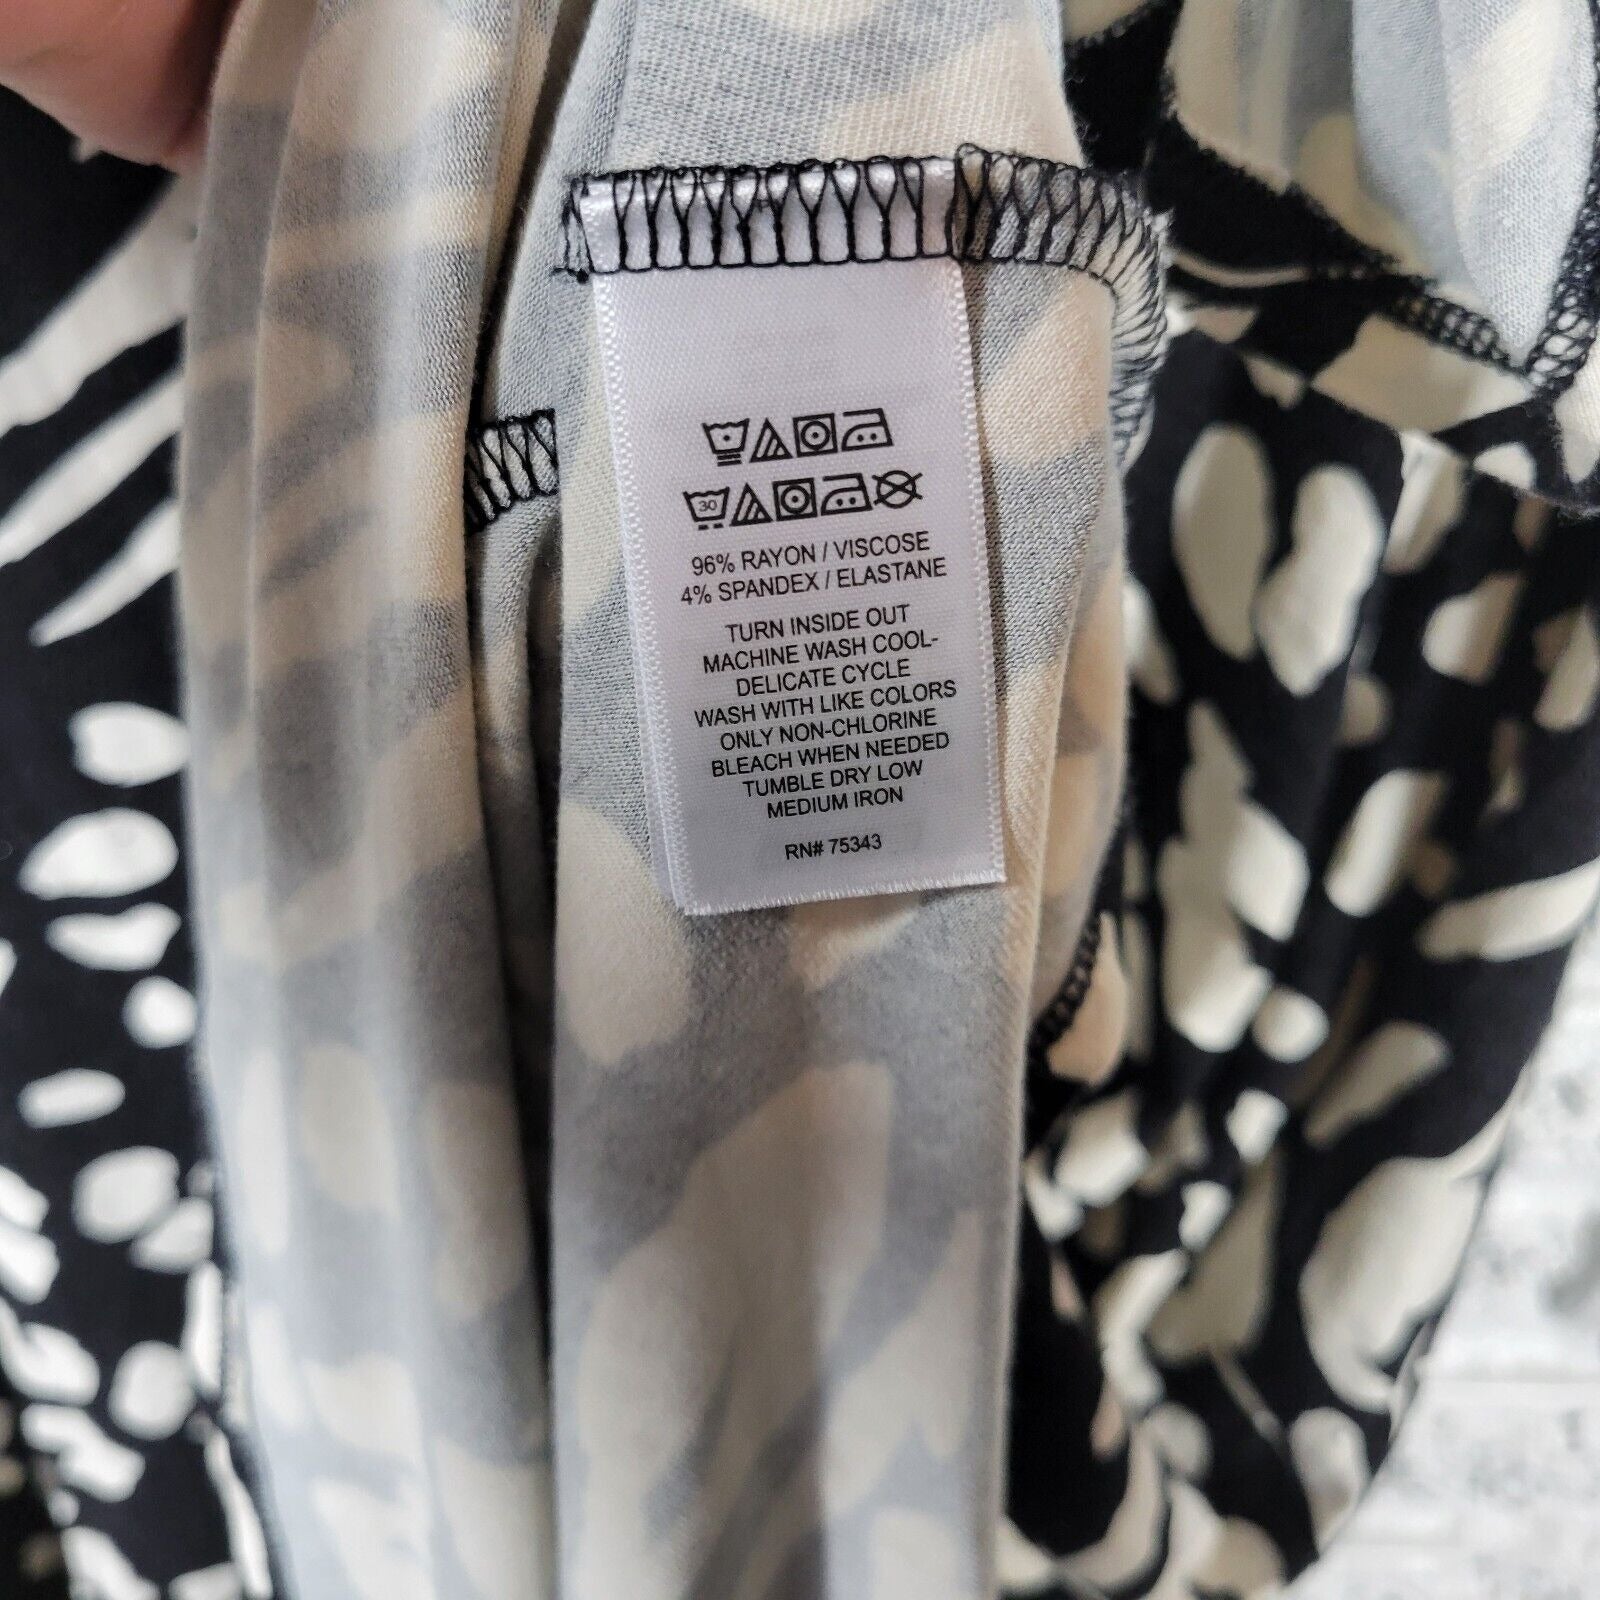 30
96% RAYON / VISCOSE
4% SPANDEX / ELASTANE
TURN INSIDE OUT
MACHINE WASH COOL-
DELICATE CYCLE
WASH WITH LIKE COLORS
ONLY NON-CHLORINE
BLEACH WHEN NEEDED
TUMBLE DRY LOW
MEDIUM IRON
RN# 75343